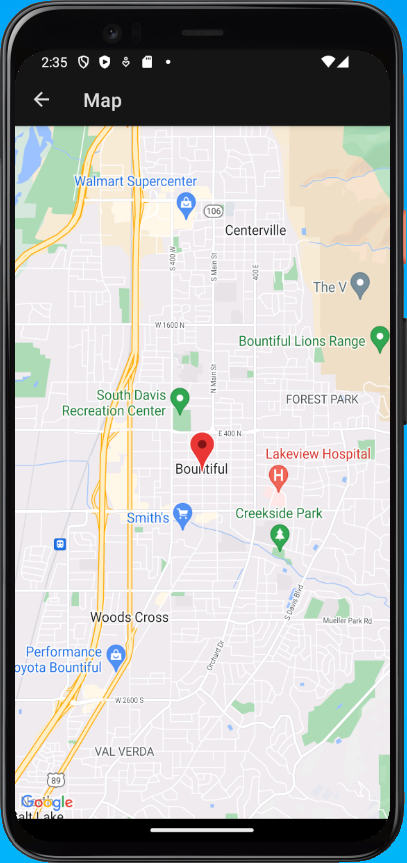 2:35
Map
Walmart Supercenter
106
Centerville
S 400 W
S Main St
400 E
The V
W 1600 N
Bountiful Lions Range
N Main St
South Davis
Recreation Center
FOREST PARK
E 400 N
Lakeview Hospital
H
Bountiful
Creekside Park
Smith's
S Davis Blvd
Woods Cross
Mueller Park Rd
Orchard Dr
Performance
oyota Bountiful
W 2600 S
VAL VERDA
89
Google
Salt Lake